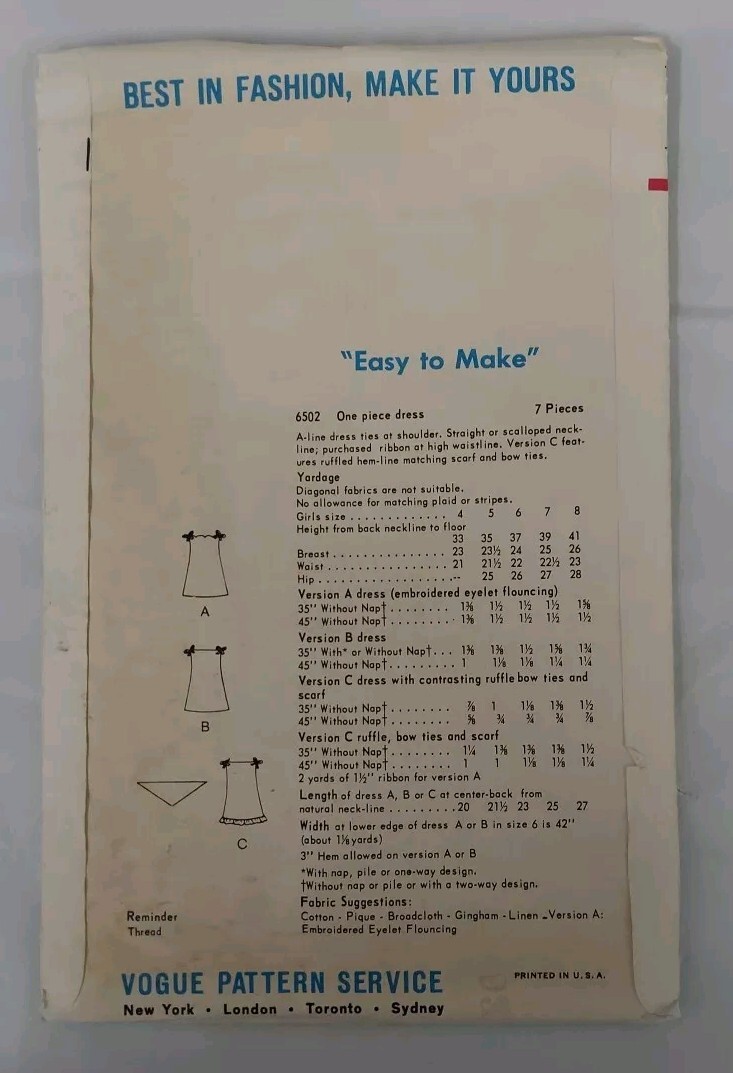 BEST IN FASHION, MAKE IT YOURS
"Easy to Make"
6502 One piece dress 7 Pieces
A-line dress ties at shoulder. Straight or scalloped neck-
line; purchased ribbon at high waistline. Version C feat-
ures ruffled hem-line matching scarf and bow ties.
Yardage
Diagonal fabrics are not suitable.
No allowance for matching plaid or stripes.
Girls size . . . . . . . . . . . . . 4 5 6 7 8
Height from back neckline to floor
33 35 37 39 41
Breast . . . . . . . . . . . . . . . 23 23½ 24 25 26
Waist . . . . . . . . . . . . . . . . 21 21½ 22 22½ 23
Hip . . . . . . . . . . . . . . . . . .-- 25 26 27 28
Version A dress (embroidered eyelet flouncing)
35" Without Nap† . . . . . . . . 1⅜ 1½ 1½ 1½ 1⅝
45" Without Nap† . . . . . . . . 1⅜ 1½ 1½ 1½ 1½
Version B dress
35" With* or Without Nap† . . . 1⅜ 1⅜ 1½ 1⅝ 1¾
45" Without Nap† . . . . . . . . . 1 1⅛ 1⅛ 1¼ 1¼
Version C dress with contrasting ruffle bow ties and
scarf
35" Without Nap† . . . . . . . . ⅞ 1 1⅛ 1⅜ 1½
45" Without Nap† . . . . . . . . ⅝ ¾ ¾ ¾ ⅞
Version C ruffle, bow ties and scarf
35" Without Nap† . . . . . . . . 1¼ 1⅜ 1⅜ 1⅜ 1½
45" Without Nap† . . . . . . . . 1 1 1⅛ 1⅛ 1¼
2 yards of 1½" ribbon for version A
Length of dress A, B or C at center-back from
natural neck-line . . . . . . . . . 20 21½ 23 25 27
Width at lower edge of dress A or B in size 6 is 42"
(about 1⅛ yards)
3" Hem allowed on version A or B
*With nap, pile or one-way design.
†Without nap or pile or with a two-way design.
Fabric Suggestions:
Cotton - Pique - Broadcloth - Gingham - Linen - Version A:
Embroidered Eyelet Flouncing
A
B
C
Reminder
Thread
VOGUE PATTERN SERVICE
PRINTED IN U. S. A.
New York • London • Toronto • Sydney